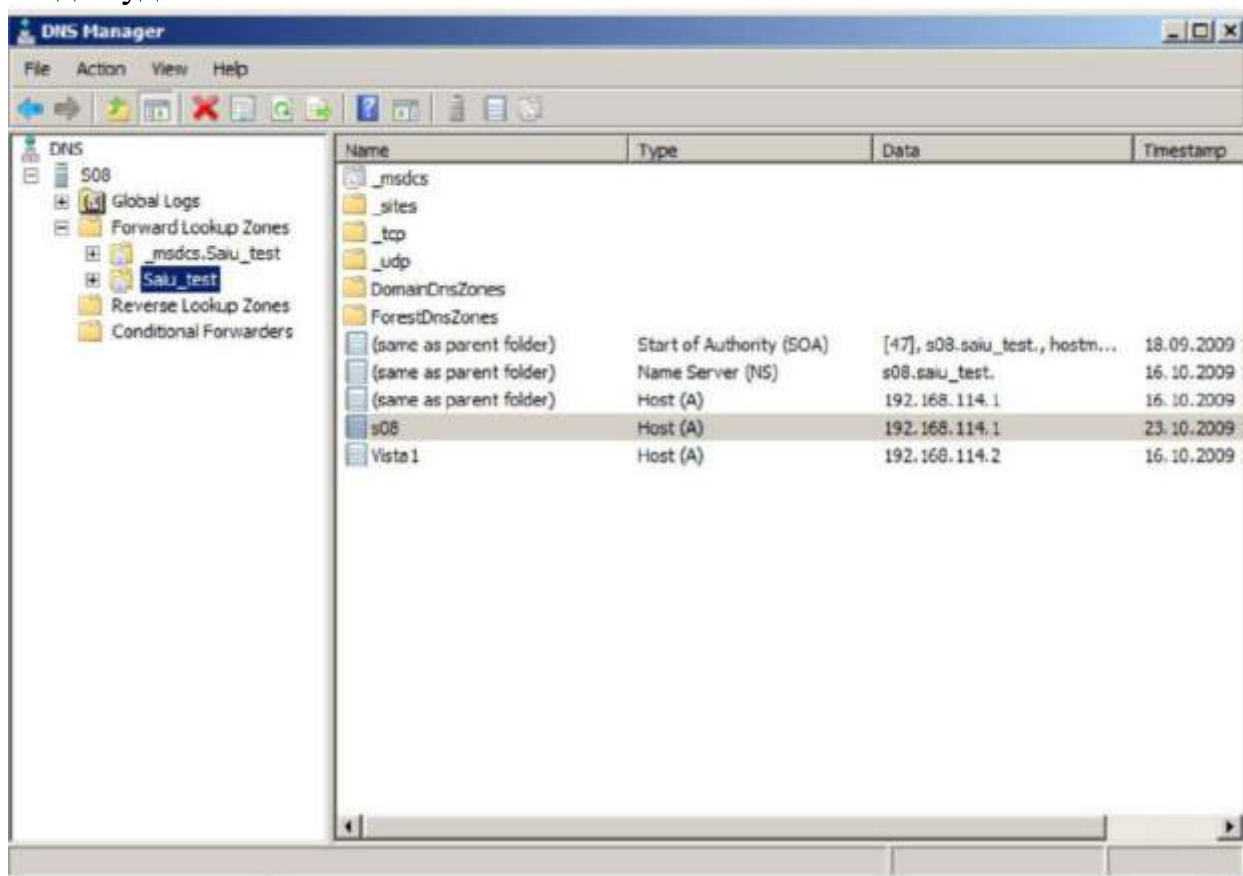 DNS Manager
File Action View Help
DNS
S08
Global Logs
Forward Lookup Zones
_msdcs.Saiu_test
Saiu_test
Reverse Lookup Zones
Conditional Forwarders
Name Type Data Timestamp
_msdcs
_sites
_tcp
_udp
DomainDnsZones
ForestDnsZones
(same as parent folder) Start of Authority (SOA) [47], s08.saiu_test., hostm... 18.09.2009
(same as parent folder) Name Server (NS) s08.saiu_test. 16.10.2009
(same as parent folder) Host (A) 192.168.114.1 16.10.2009
s08 Host (A) 192.168.114.1 23.10.2009
Vista1 Host (A) 192.168.114.2 16.10.2009